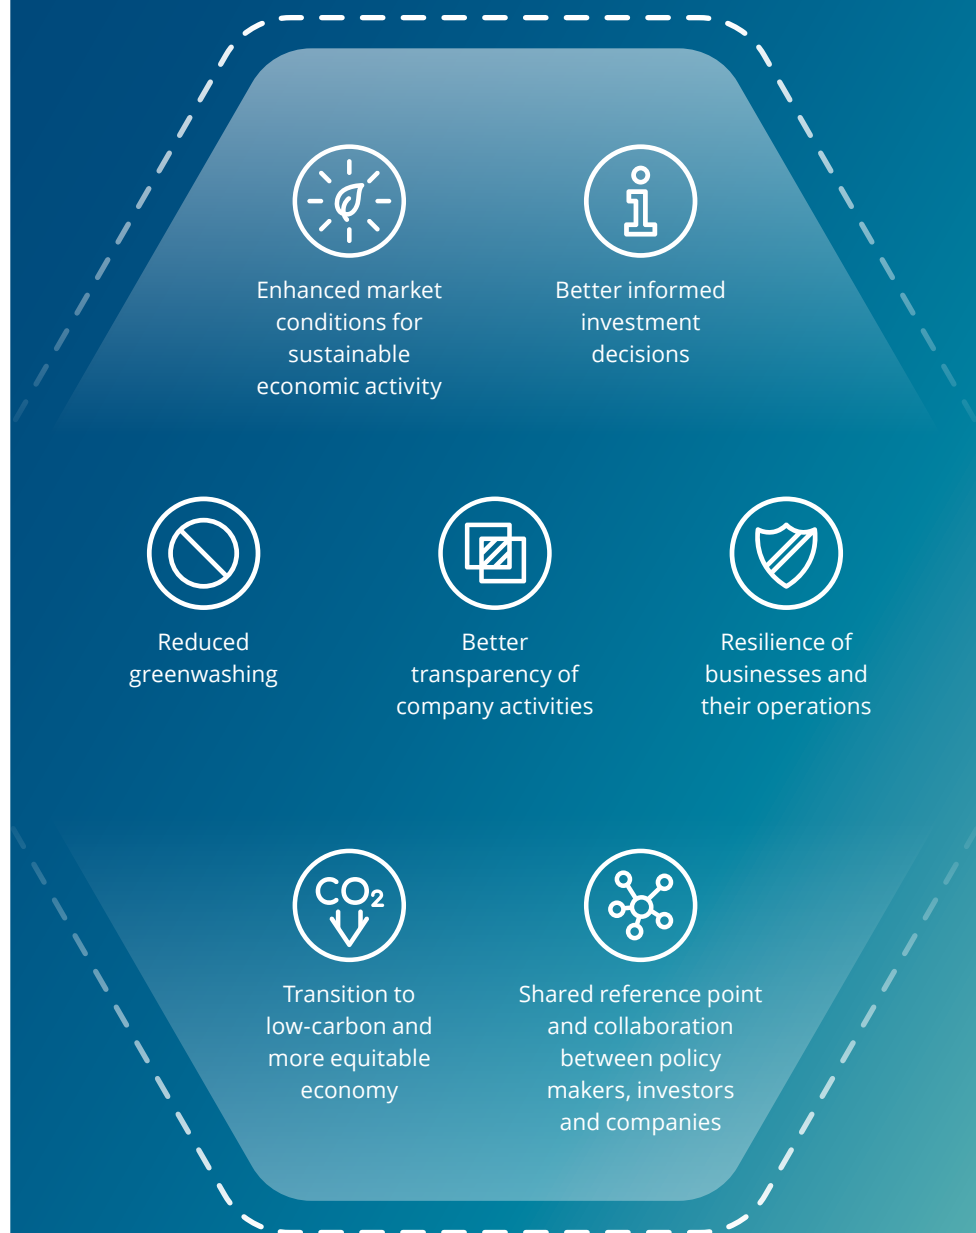 Enhanced market
conditions for
sustainable
economic activity
Better informed
investment
decisions
Reduced
greenwashing
Better
transparency of
company activities
Resilience of
businesses and
their operations
CO2
Transition to
low-carbon and
more equitable
economy
Shared reference point
and collaboration
between policy
makers, investors
and companies